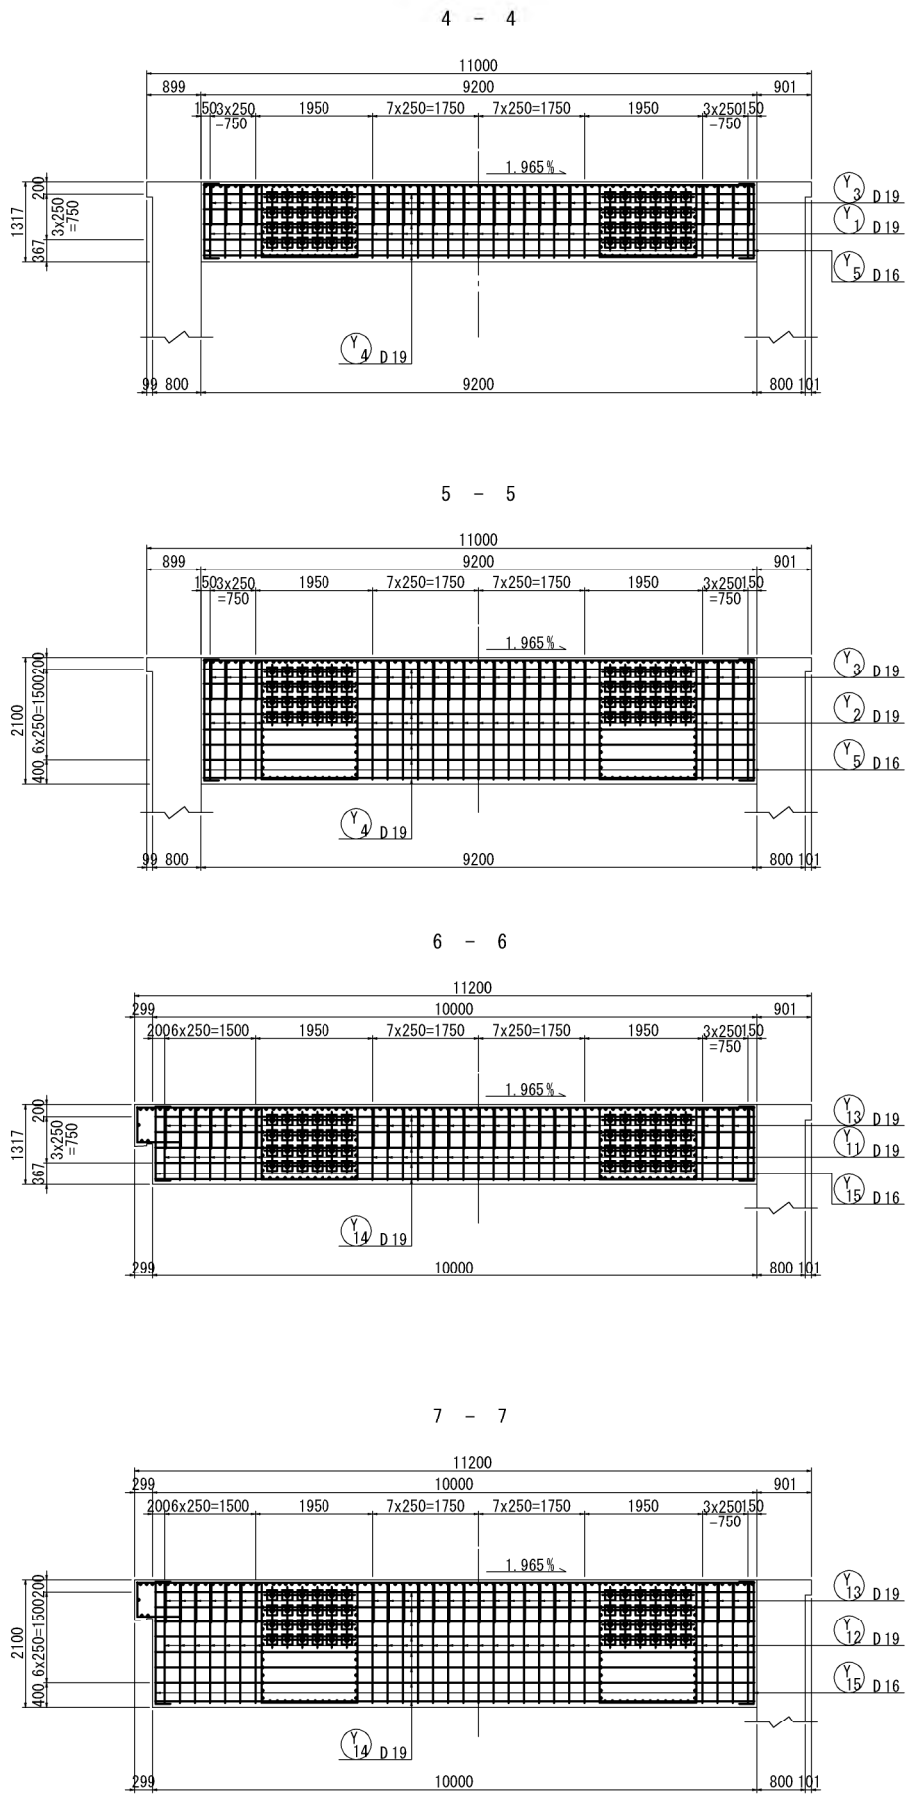 4 - 4
11000
899 9200 901
150 3x250 1950 7x250=1750 7x250=1750 1950 3x250 150
-750 -750
1.965%
200
3x250
=750
1317
367
Y3 D19
Y1 D19
Y5 D16
Y4 D19
99 800 9200 800 101
5 - 5
11000
899 9200 901
150 3x250 1950 7x250=1750 7x250=1750 1950 3x250 150
=750 =750
1.965%
200
6x250=1500
2100
400
Y3 D19
Y2 D19
Y5 D16
Y4 D19
99 800 9200 800 101
6 - 6
11200
299 10000 901
200 6x250=1500 1950 7x250=1750 7x250=1750 1950 3x250 150
=750
1.965%
200
3x250
=750
1317
367
Y13 D19
Y11 D19
Y15 D16
Y14 D19
299 10000 800 101
7 - 7
11200
299 10000 901
200 6x250=1500 1950 7x250=1750 7x250=1750 1950 3x250 150
-750
1.965%
200
6x250=1500
2100
400
Y13 D19
Y12 D19
Y15 D16
Y14 D19
299 10000 800 101